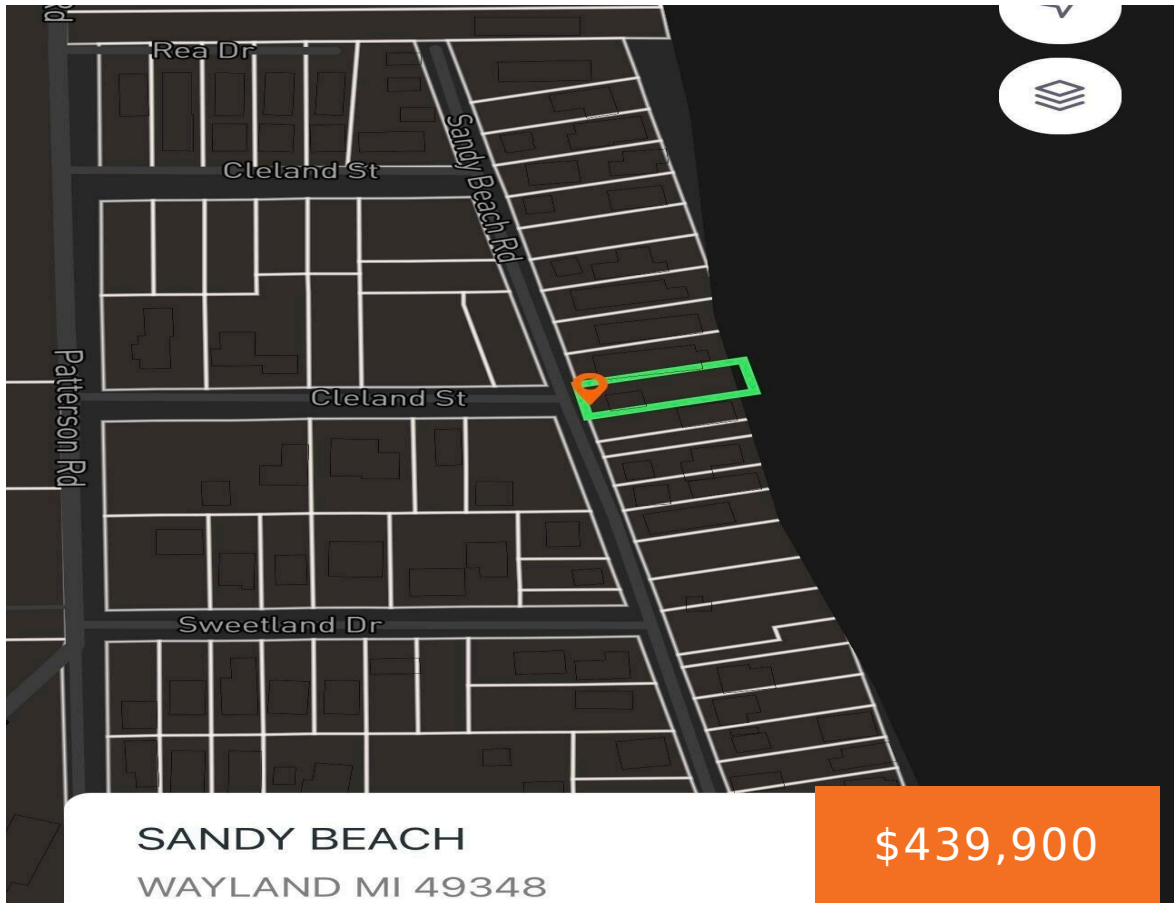 Rd
Rea Dr
Sandy Beach Rd
Cleland St
Patterson Rd
Cleland St
Sweetland Dr
SANDY BEACH
$439,900
WAYLAND MI 49348